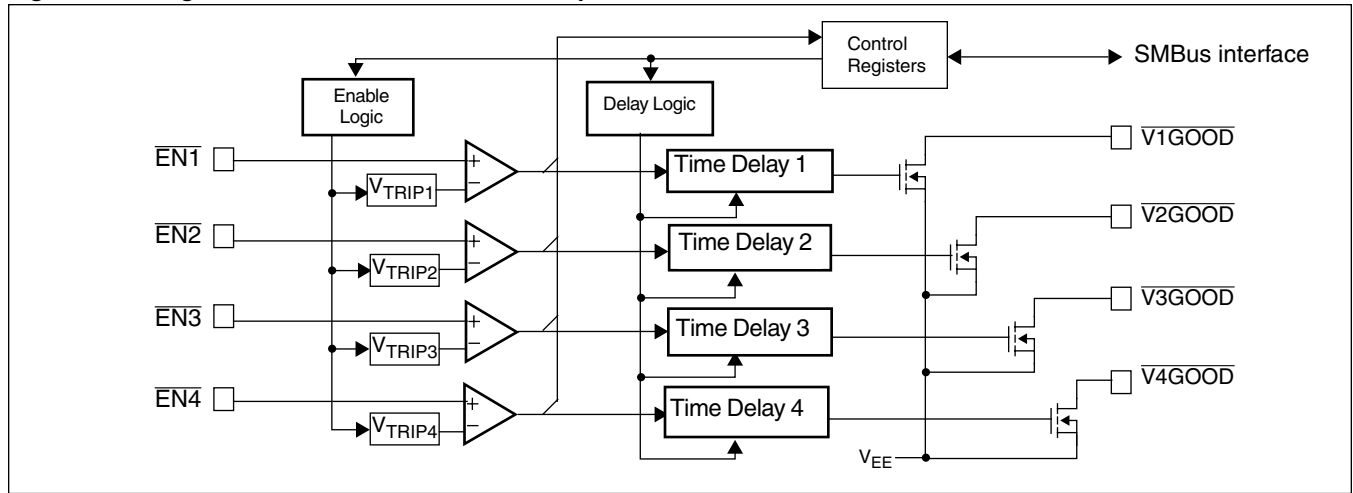 Control
Registers
SMBus interface
Enable
Logic
Delay Logic
EN1
+
−
VTRIP1
Time Delay 1
V1GOOD
EN2
+
−
VTRIP2
Time Delay 2
V2GOOD
EN3
+
−
VTRIP3
Time Delay 3
V3GOOD
EN4
+
−
VTRIP4
Time Delay 4
V4GOOD
VEE